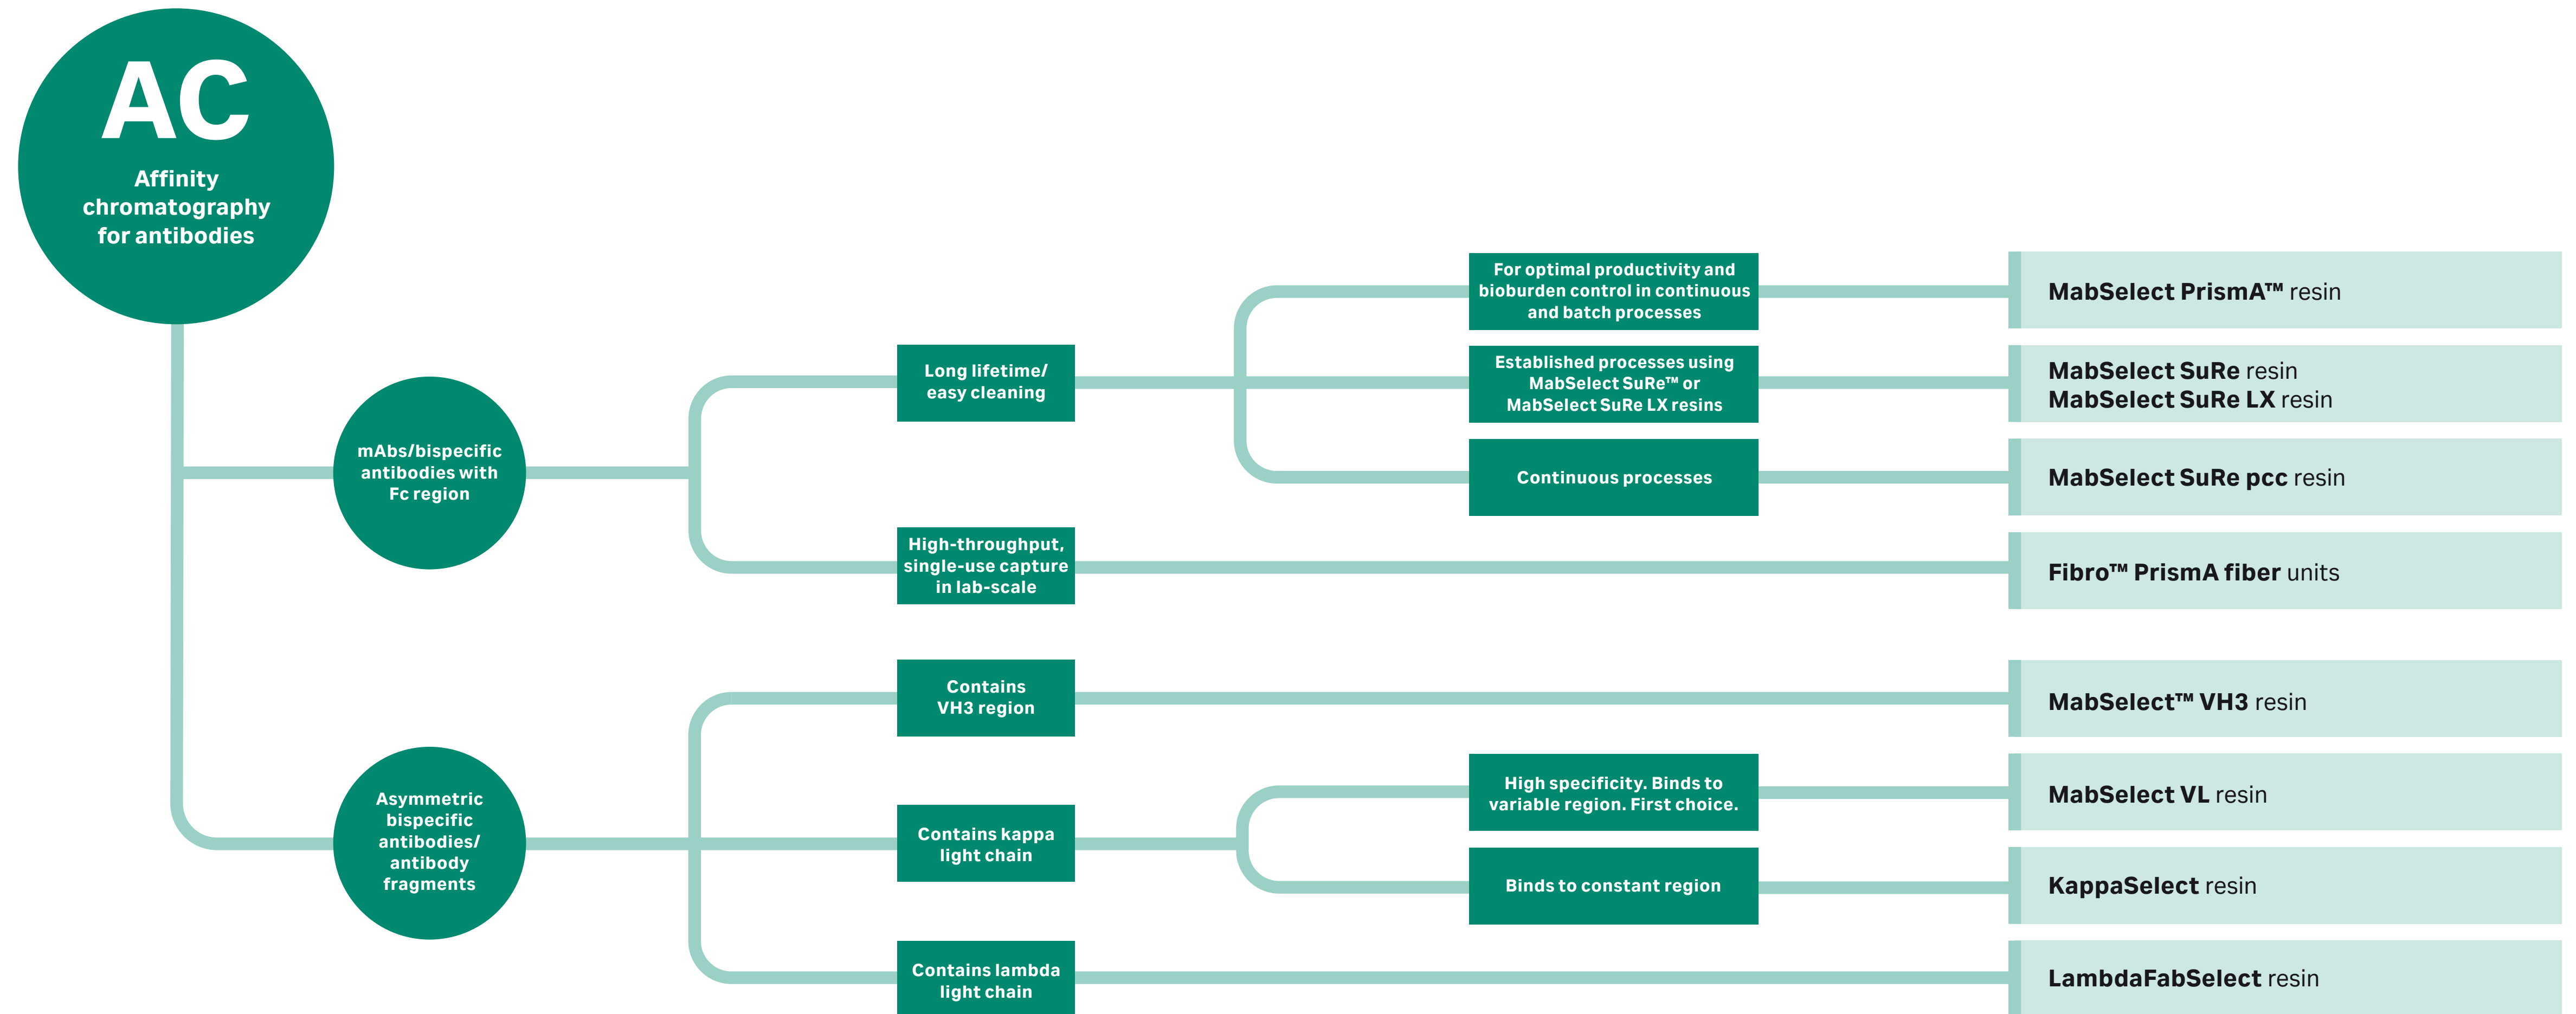 AC
Affinity
chromatography
for antibodies
mAbs/bispecific
antibodies with
Fc region
Long lifetime/
easy cleaning
For optimal productivity and
bioburden control in continuous
and batch processes
MabSelect PrismA™ resin
Established processes using
MabSelect SuRe™ or
MabSelect SuRe LX resins
MabSelect SuRe resin
MabSelect SuRe LX resin
Continuous processes
MabSelect SuRe pcc resin
High-throughput,
single-use capture
in lab-scale
Fibro™ PrismA fiber units
Asymmetric
bispecific
antibodies/
antibody
fragments
Contains
VH3 region
MabSelect™ VH3 resin
Contains kappa
light chain
High specificity. Binds to
variable region. First choice.
MabSelect VL resin
Binds to constant region
KappaSelect resin
Contains lambda
light chain
LambdaFabSelect resin